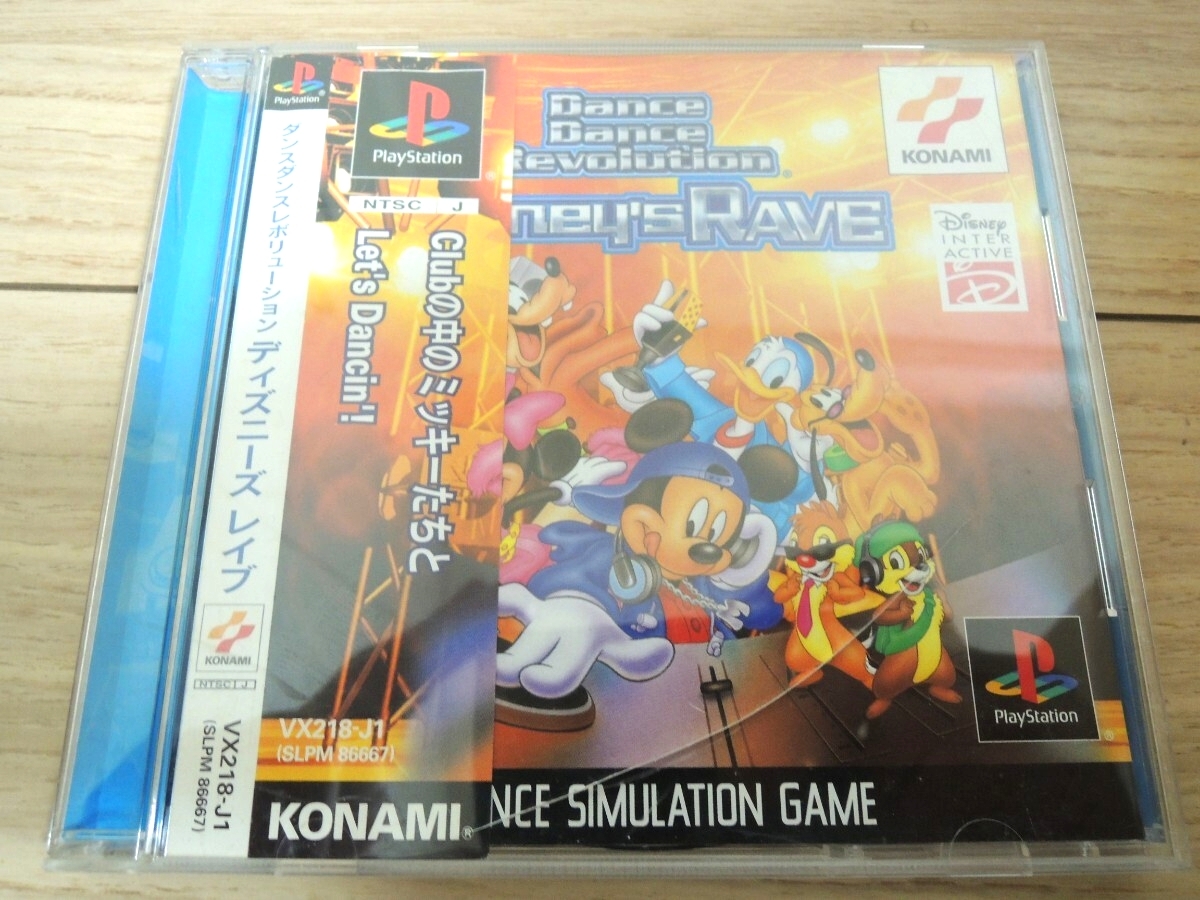 PlayStation
ダンスダンスレボリューション ディズニーズ レイブ
KONAMI
NTSC J
VX218-J1
(SLPM 86667)
PlayStation
NTSC J
Clubの中のミッキーたちと
Let's Dancin'!
VX218-J1
(SLPM 86667)
KONAMI
Dance
Dance
Revolution
ney's RAVE
KONAMI
DISNEY
INTER
ACTIVE
PlayStation
NCE SIMULATION GAME